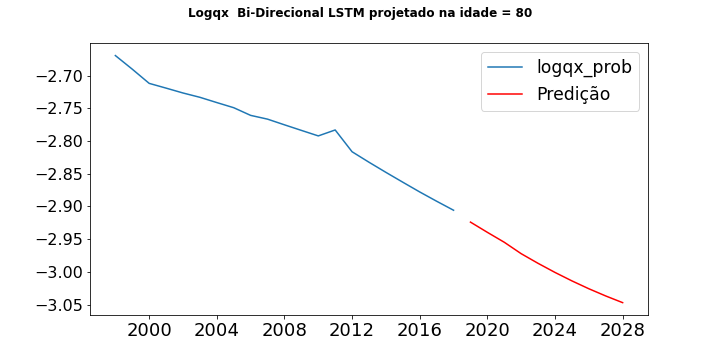 Logqx  Bi-Direcional LSTM projetado na idade = 80
logqx_prob
Predição
−2.70
−2.75
−2.80
−2.85
−2.90
−2.95
−3.00
−3.05
2000 2004 2008 2012 2016 2020 2024 2028